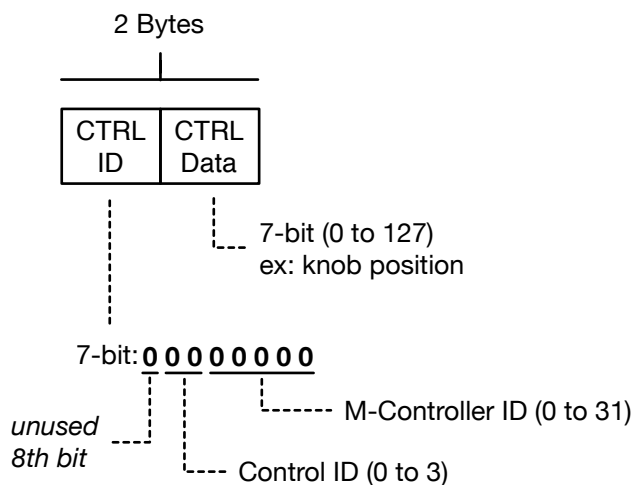 2 Bytes
CTRL
ID
CTRL
Data
7-bit (0 to 127)
ex: knob position
7-bit: 0 0 0 0 0 0 0 0
M-Controller ID (0 to 31)
unused
8th bit
Control ID (0 to 3)